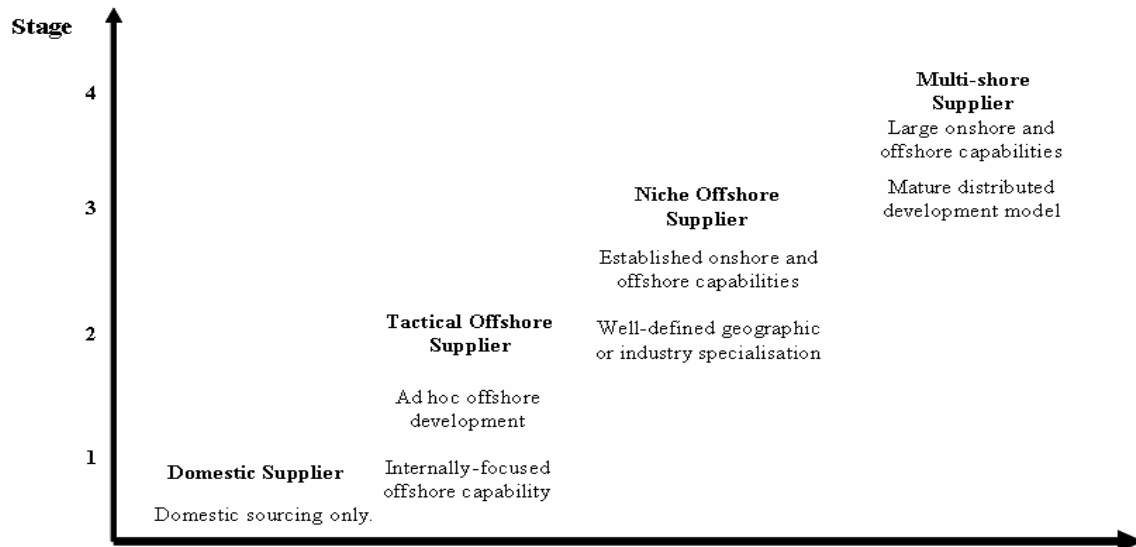 Stage
4
Multi-shore
Supplier
Large onshore and
offshore capabilities
Mature distributed
development model
3
Niche Offshore
Supplier
Established onshore and
offshore capabilities
Well-defined geographic
or industry specialisation
2
Tactical Offshore
Supplier
Ad hoc offshore
development
Internally-focused
offshore capability
1
Domestic Supplier
Domestic sourcing only.